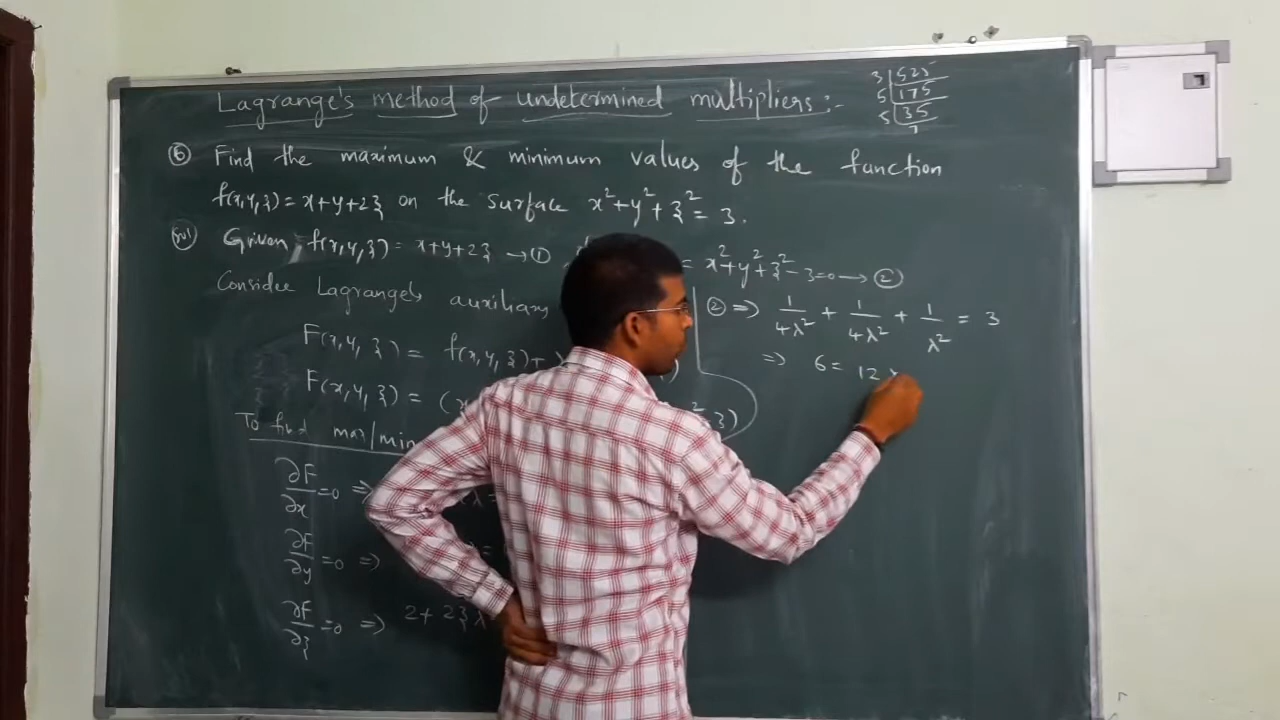 Lagrange's method of undetermined multipliers:-
3 | 525
5 | 175
5 | 35
7
⑥ Find the maximum & minimum values of the function
f(x,y,z) = x+y+2z on the surface x²+y²+z² = 3.
Sol Given, f(x,y,z) = x+y+2z → ①
= x²+y²+z²-3=0 → ②
Consider Lagrange's auxiliary
F(x,y,z) = f(x,y,z)+
F(x,y,z) = (x
² -3)
To find max/min
∂F/∂x =0 ⇒
∂F/∂y =0 ⇒
∂F/∂z =0 ⇒ 2+2zλ
② ⇒ 1/4λ² + 1/4λ² + 1/λ² = 3
⇒ 6 = 12